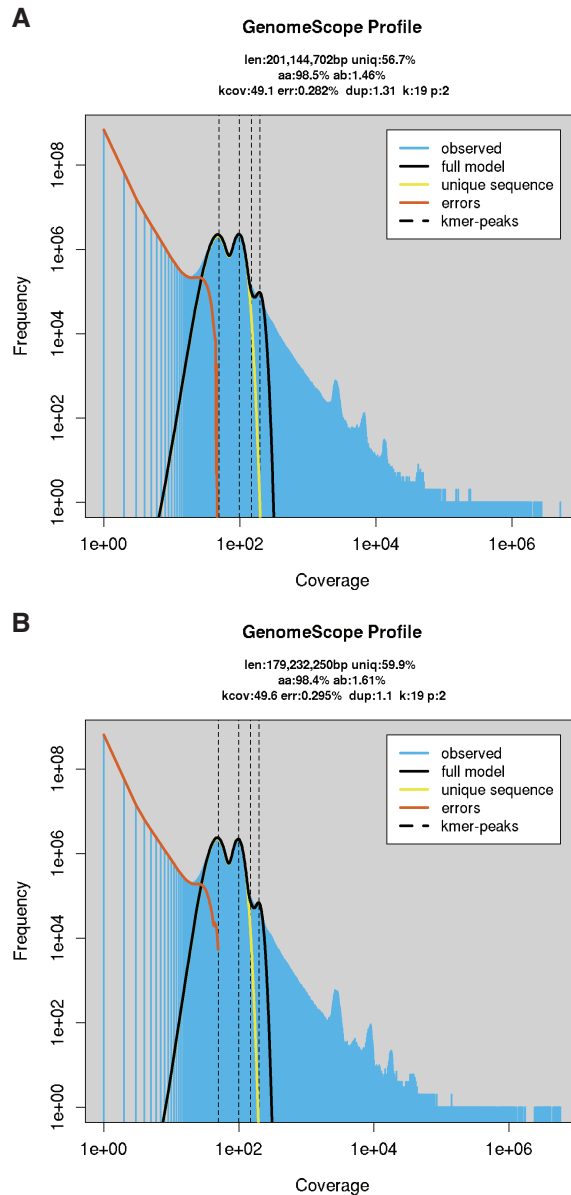 A
GenomeScope Profile
len:201,144,702bp uniq:56.7%
aa:98.5% ab:1.46%
kcov:49.1 err:0.282% dup:1.31 k:19 p:2
observed
full model
unique sequence
errors
kmer-peaks
Frequency
1e+08
1e+06
1e+04
1e+02
1e+00
1e+00 1e+02 1e+04 1e+06
Coverage
B
GenomeScope Profile
len:179,232,250bp uniq:59.9%
aa:98.4% ab:1.61%
kcov:49.6 err:0.295% dup:1.1 k:19 p:2
observed
full model
unique sequence
errors
kmer-peaks
Frequency
1e+08
1e+06
1e+04
1e+02
1e+00
1e+00 1e+02 1e+04 1e+06
Coverage